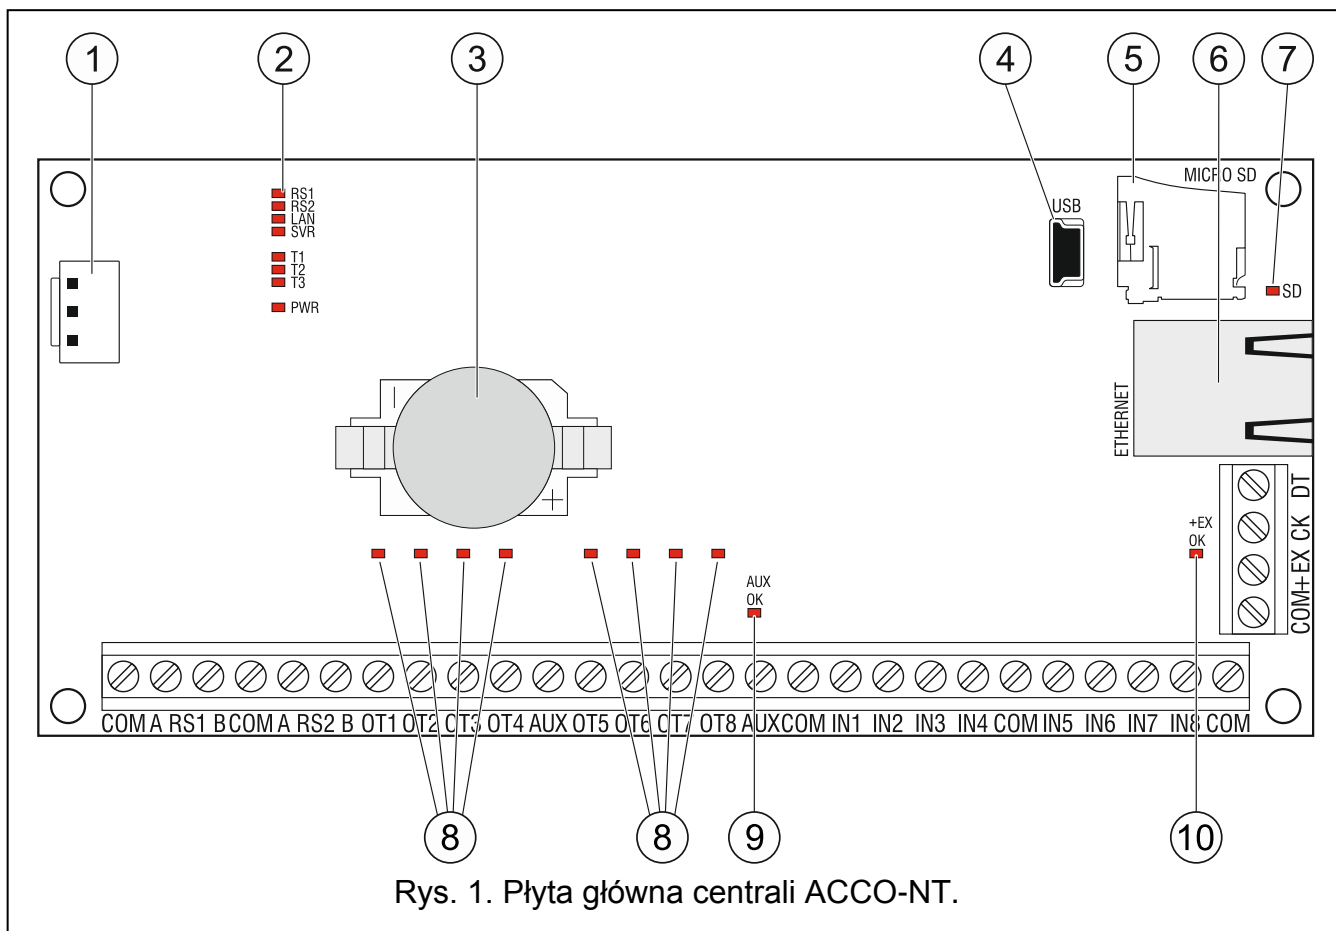 1 2 3 4 5 6 7
MICRO SD
RS1
RS2
LAN
SVR
T1
T2
T3
PWR
USB
SD
ETHERNET
− +
DT
CK
+EX
COM
+EX
OK
AUX
OK
COM A RS1 B COM A RS2 B OT1 OT2 OT3 OT4 AUX OT5 OT6 OT7 OT8 AUX COM IN1 IN2 IN3 IN4 COM IN5 IN6 IN7 IN8 COM
8 8 9 10
Rys. 1. Płyta główna centrali ACCO-NT.